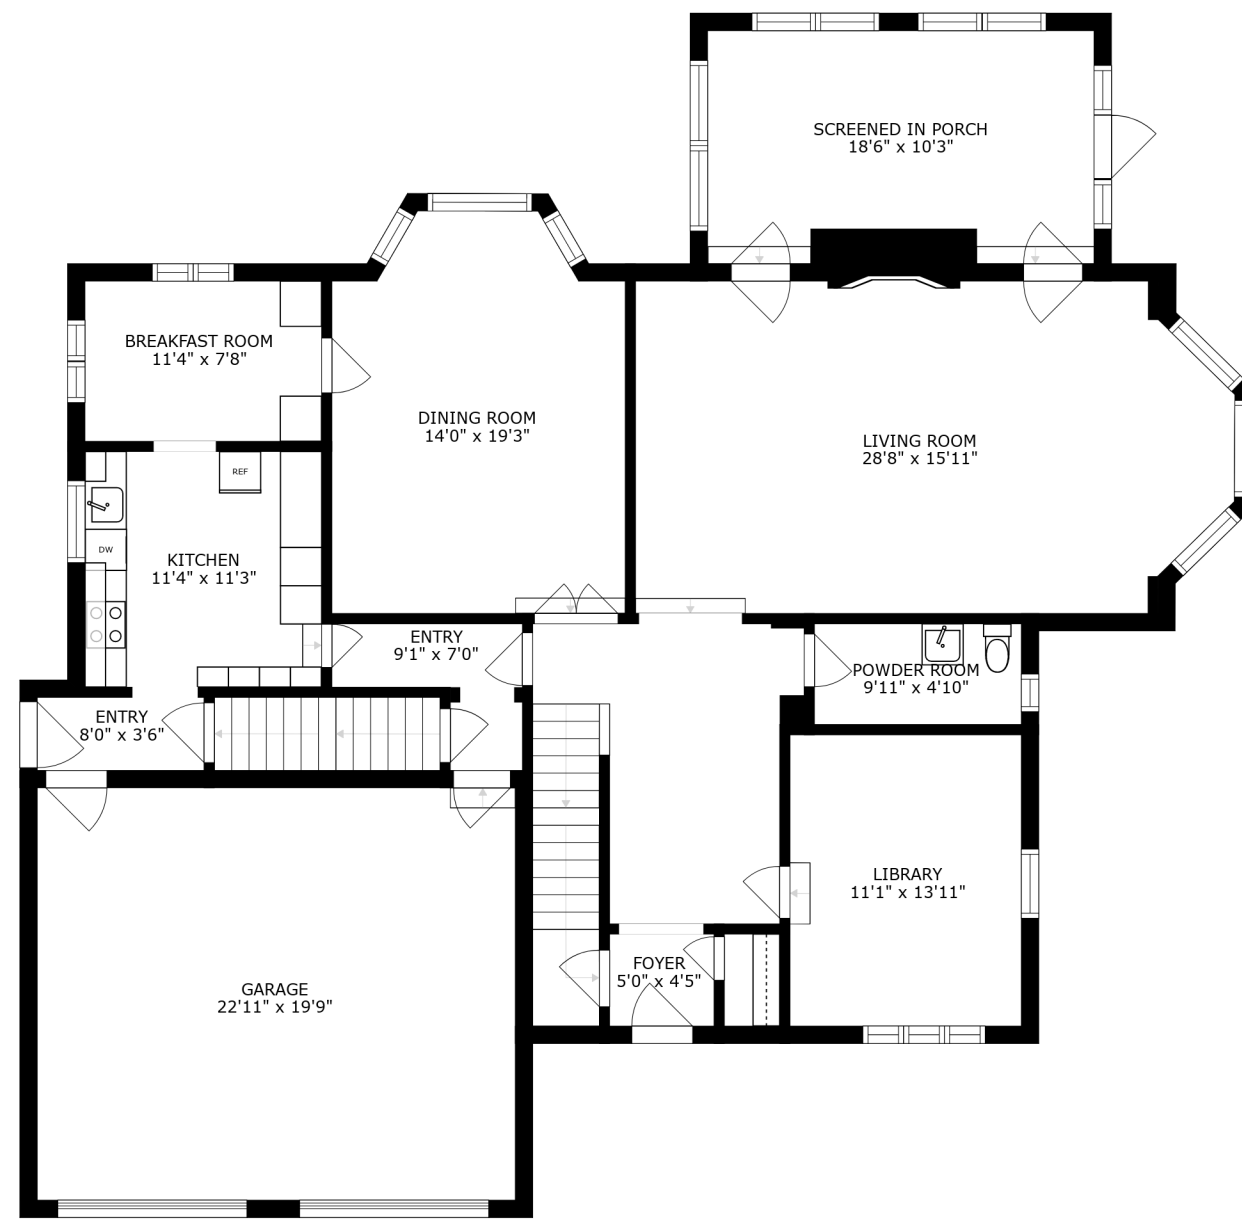 SCREENED IN PORCH
18'6" x 10'3"
BREAKFAST ROOM
11'4" x 7'8"
DINING ROOM
14'0" x 19'3"
LIVING ROOM
28'8" x 15'11"
REF
DW
KITCHEN
11'4" x 11'3"
ENTRY
9'1" x 7'0"
POWDER ROOM
9'11" x 4'10"
ENTRY
8'0" x 3'6"
LIBRARY
11'1" x 13'11"
FOYER
5'0" x 4'5"
GARAGE
22'11" x 19'9"